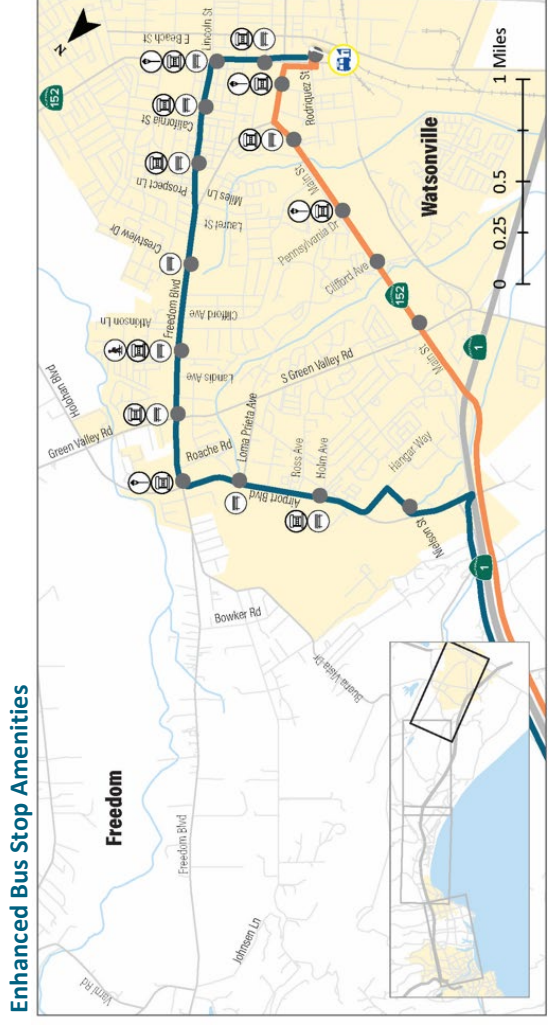 Enhanced Bus Stop Amenities
N
152
E Beach St
Lincoln St
California St
Prospect Ln
Miles Ln
Laurel St
Crestview Dr
Clifford Ave
Freedom Blvd
Atkinson Ln
Landis Ave
Holohan Blvd
Green Valley Rd
S Green Valley Rd
Roache Rd
Loma Prieta Ave
Airport Blvd
Ross Ave
Holm Ave
Hangar Way
Nielson St
Rodriquez St
Main St
Pennsylvania Dr
Clifford Ave
152
Main St
Watsonville
1
1
0 0.25 0.5 1 Miles
Bowker Rd
Buena Vista Dr
Freedom
Freedom Blvd
Johnsen Ln
Varni Rd